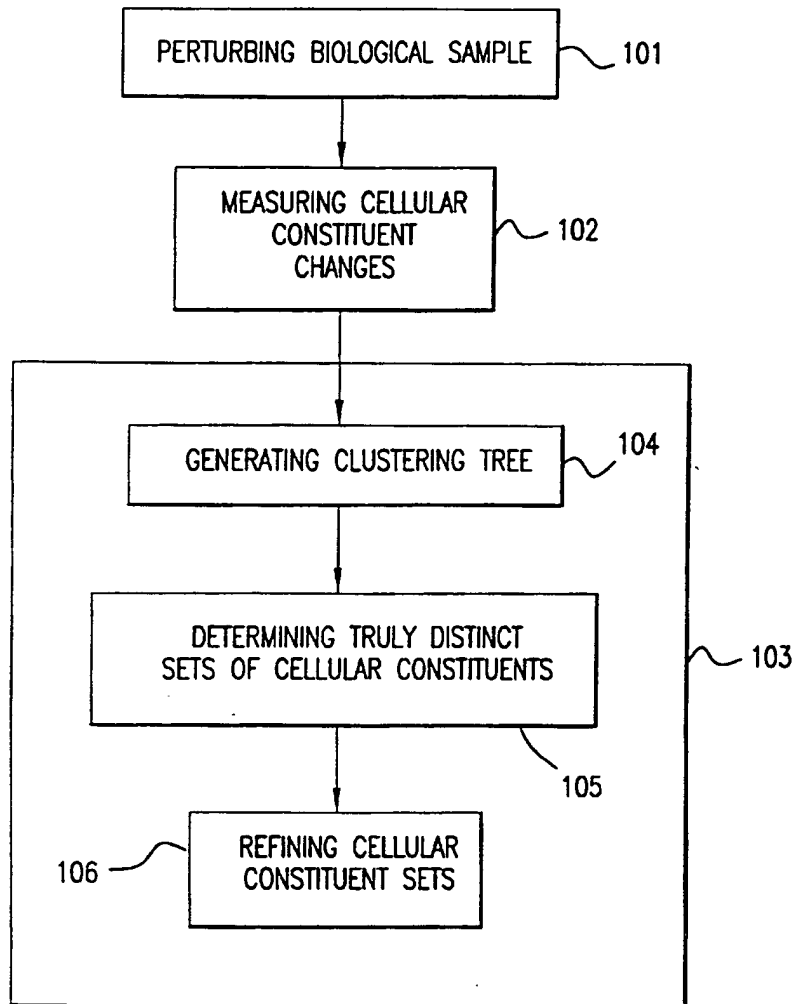 PERTURBING BIOLOGICAL SAMPLE
101
MEASURING CELLULAR
CONSTITUENT
CHANGES
102
GENERATING CLUSTERING TREE
104
DETERMINING TRULY DISTINCT
SETS OF CELLULAR CONSTITUENTS
103
105
REFINING CELLULAR
CONSTITUENT SETS
106